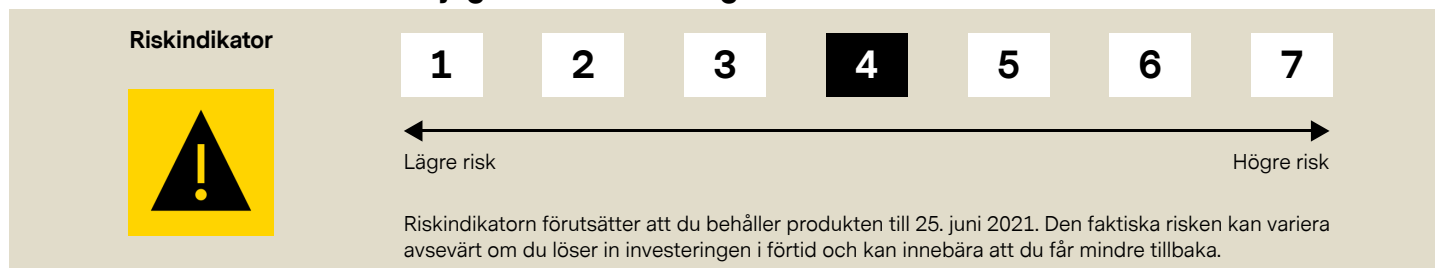 Riskindikator
1 2 3 4 5 6 7
Lägre risk Högre risk
Riskindikatorn förutsätter att du behåller produkten till 25. juni 2021. Den faktiska risken kan variera
avsevärt om du löser in investeringen i förtid och kan innebära att du får mindre tillbaka.